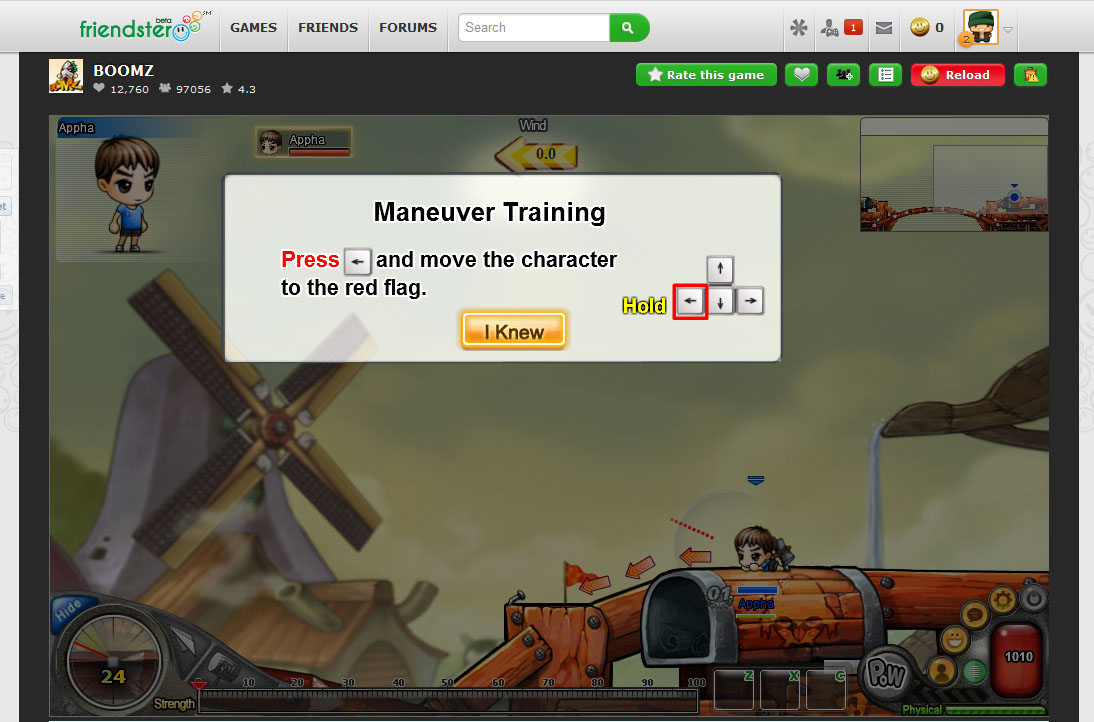 friendster beta SM
GAMES
FRIENDS
FORUMS
Search
1
0
2
BOOMZ
12,760
97056
4.3
Rate this game
Reload
Appha
Appha
Wind
0.0
Maneuver Training
Press ← and move the character
to the red flag.
Hold
I Knew
01
Appha
Hide
24
Strength
10 20 30 40 50 60 70 80 90 100
Z X C
POW
1010
Physical